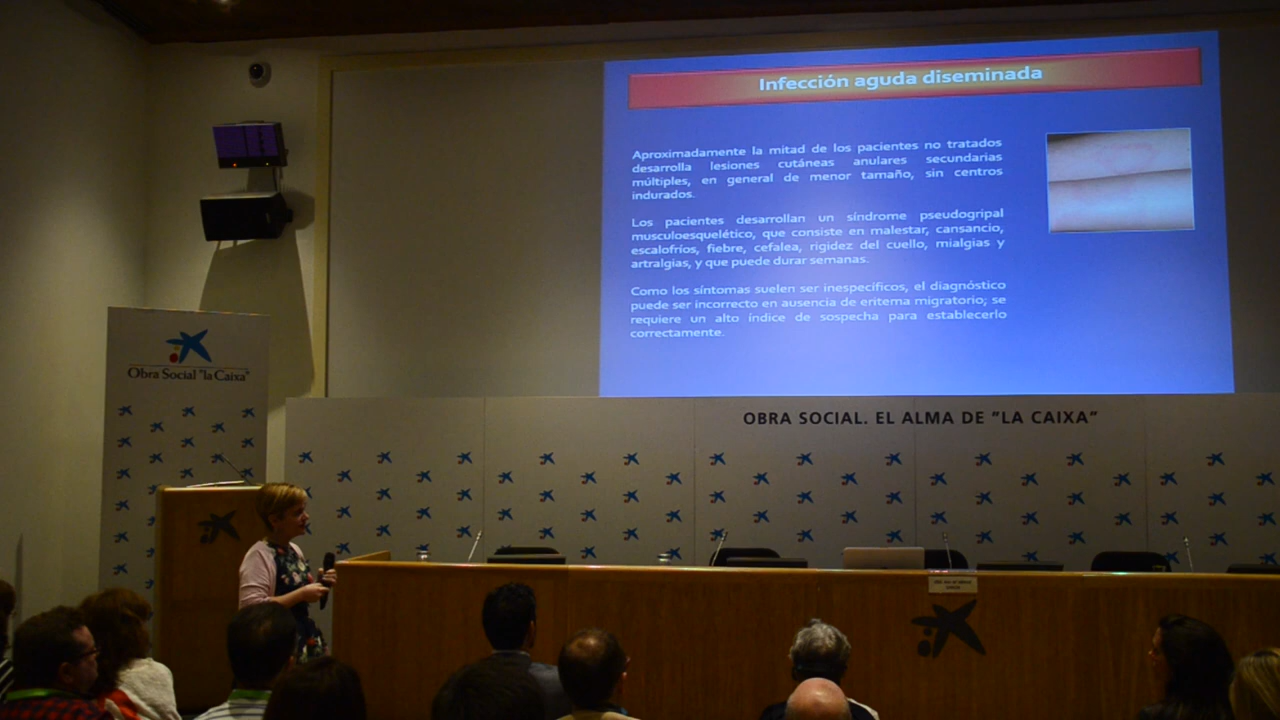 Infección aguda diseminada
Aproximadamente la mitad de los pacientes no tratados
desarrolla lesiones cutáneas anulares secundarias
múltiples, en general de menor tamaño, sin centros
indurados.
Los pacientes desarrollan un síndrome pseudogripal
musculoesquelético, que consiste en malestar, cansancio,
escalofríos, fiebre, cefalea, rigidez del cuello, mialgias y
artralgias, y que puede durar semanas.
Como los síntomas suelen ser inespecíficos, el diagnóstico
puede ser incorrecto en ausencia de eritema migratorio; se
requiere un alto índice de sospecha para establecerlo
correctamente.
Obra Social "la Caixa"
OBRA SOCIAL. EL ALMA DE "LA CAIXA"